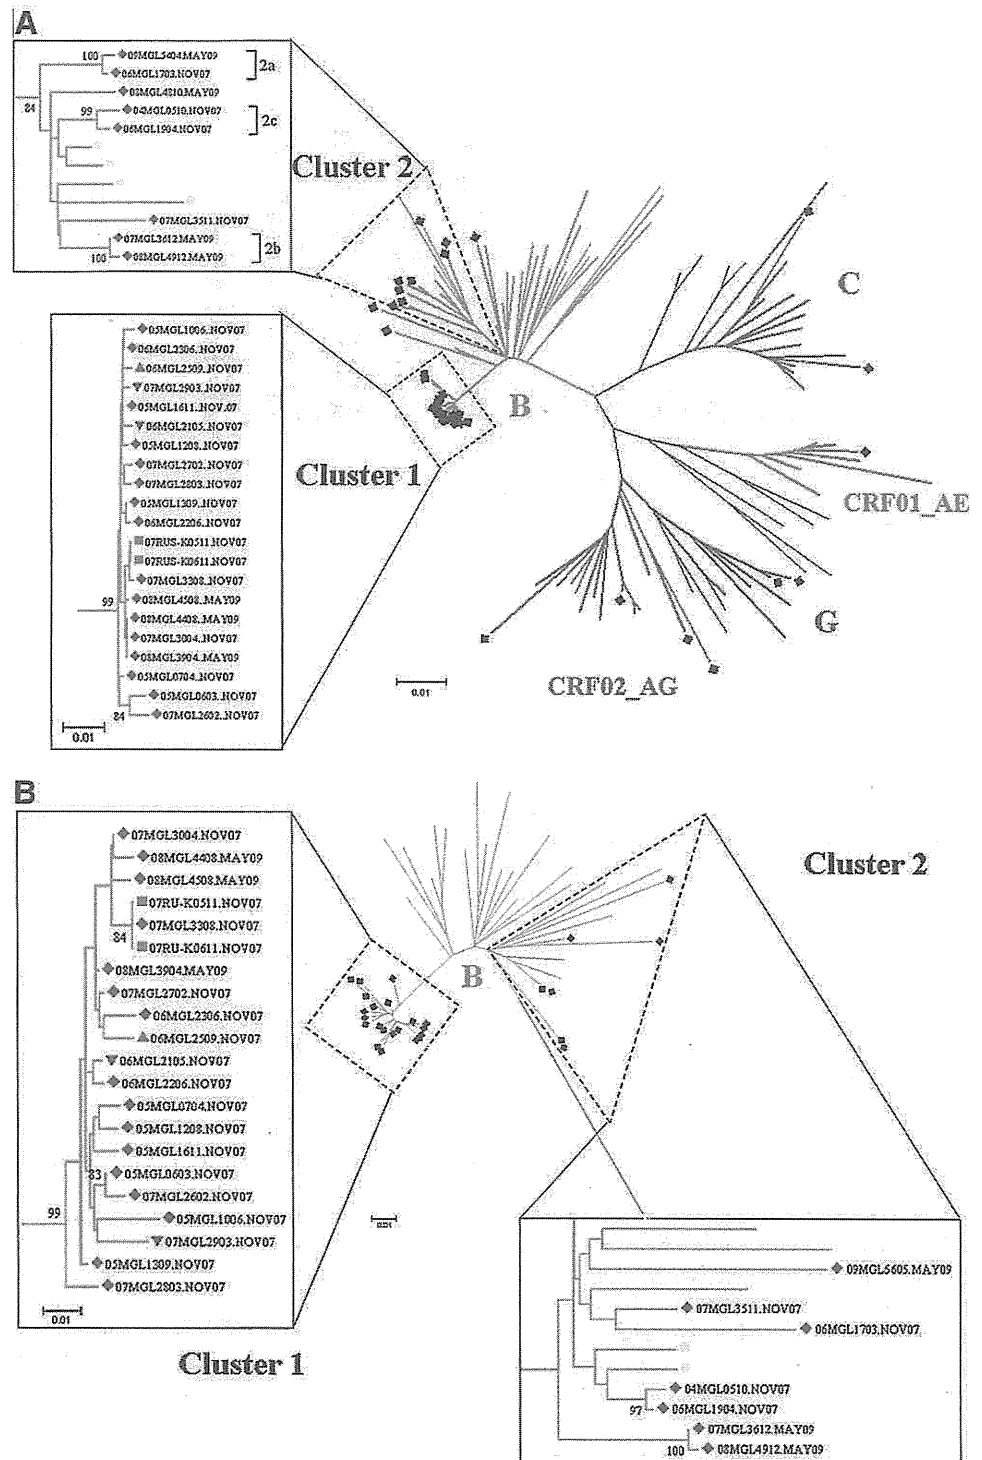 A
100
09MGL5404.MAY09
06MGL1703.NOV07
2a
08MGL4810.MAY09
84
99
04MGL0510.NOV07
06MGL1904.NOV07
2c
07MGL3511.NOV07
07MGL3612.MAY09
08MGL4912.MAY09
100
2b
Cluster 2
C
B
CRF01_AE
G
CRF02_AG
0.01
Cluster 1
05MGL1006.NOV07
06MGL2306.NOV07
06MGL2509.NOV07
07MGL2903.NOV07
05MGL1611.NOV.07
06MGL2105.NOV07
05MGL1208.NOV07
07MGL2702.NOV07
07MGL2803.NOV07
05MGL1309.NOV07
06MGL2206.NOV07
07RUS-K0511.NOV07
07RUS-K0611.NOV07
07MGL3308.NOV07
08MGL4508.MAY09
99
08MGL4408.MAY09
07MGL3004.NOV07
08MGL3904.MAY09
05MGL0704.NOV07
05MGL0603.NOV07
84
07MGL2602.NOV07
0.01
B
07MGL3004.NOV07
08MGL4408.MAY09
08MGL4508.MAY09
07RU-K0511.NOV07
07MGL3308.NOV07
84
07RU-K0611.NOV07
08MGL3904.MAY09
07MGL2702.NOV07
06MGL2306.NOV07
06MGL2509.NOV07
06MGL2105.NOV07
06MGL2206.NOV07
05MGL0704.NOV07
05MGL1208.NOV07
05MGL1611.NOV07
83
05MGL0603.NOV07
07MGL2602.NOV07
99
05MGL1006.NOV07
07MGL2903.NOV07
05MGL1309.NOV07
07MGL2803.NOV07
0.01
Cluster 1
B
0.01
Cluster 2
09MGL5605.MAY09
07MGL3511.NOV07
06MGL1703.NOV07
04MGL0510.NOV07
97
06MGL1904.NOV07
07MGL3612.MAY09
100
08MGL4912.MAY09